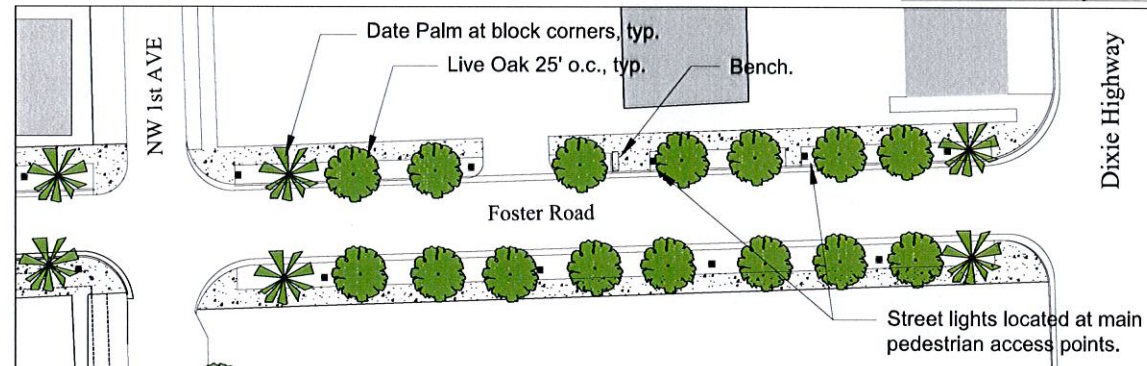 Date Palm at block corners, typ.
Live Oak 25' o.c., typ.
Bench.
NW 1st AVE
Dixie Highway
Foster Road
Street lights located at main
pedestrian access points.